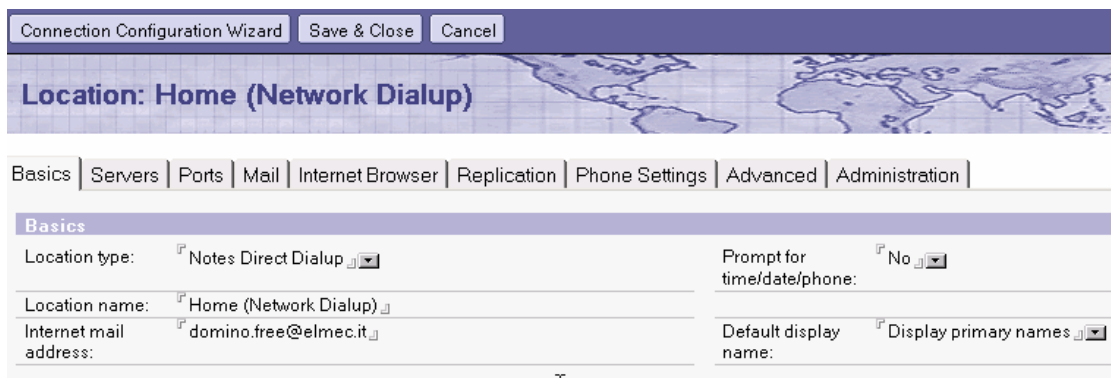 Connection Configuration Wizard Save & Close Cancel
Location: Home (Network Dialup)
Basics Servers Ports Mail Internet Browser Replication Phone Settings Advanced Administration
Basics
Location type: Notes Direct Dialup
Prompt for
time/date/phone: No
Location name: Home (Network Dialup)
Internet mail
address: domino.free@elmec.it
Default display
name: Display primary names